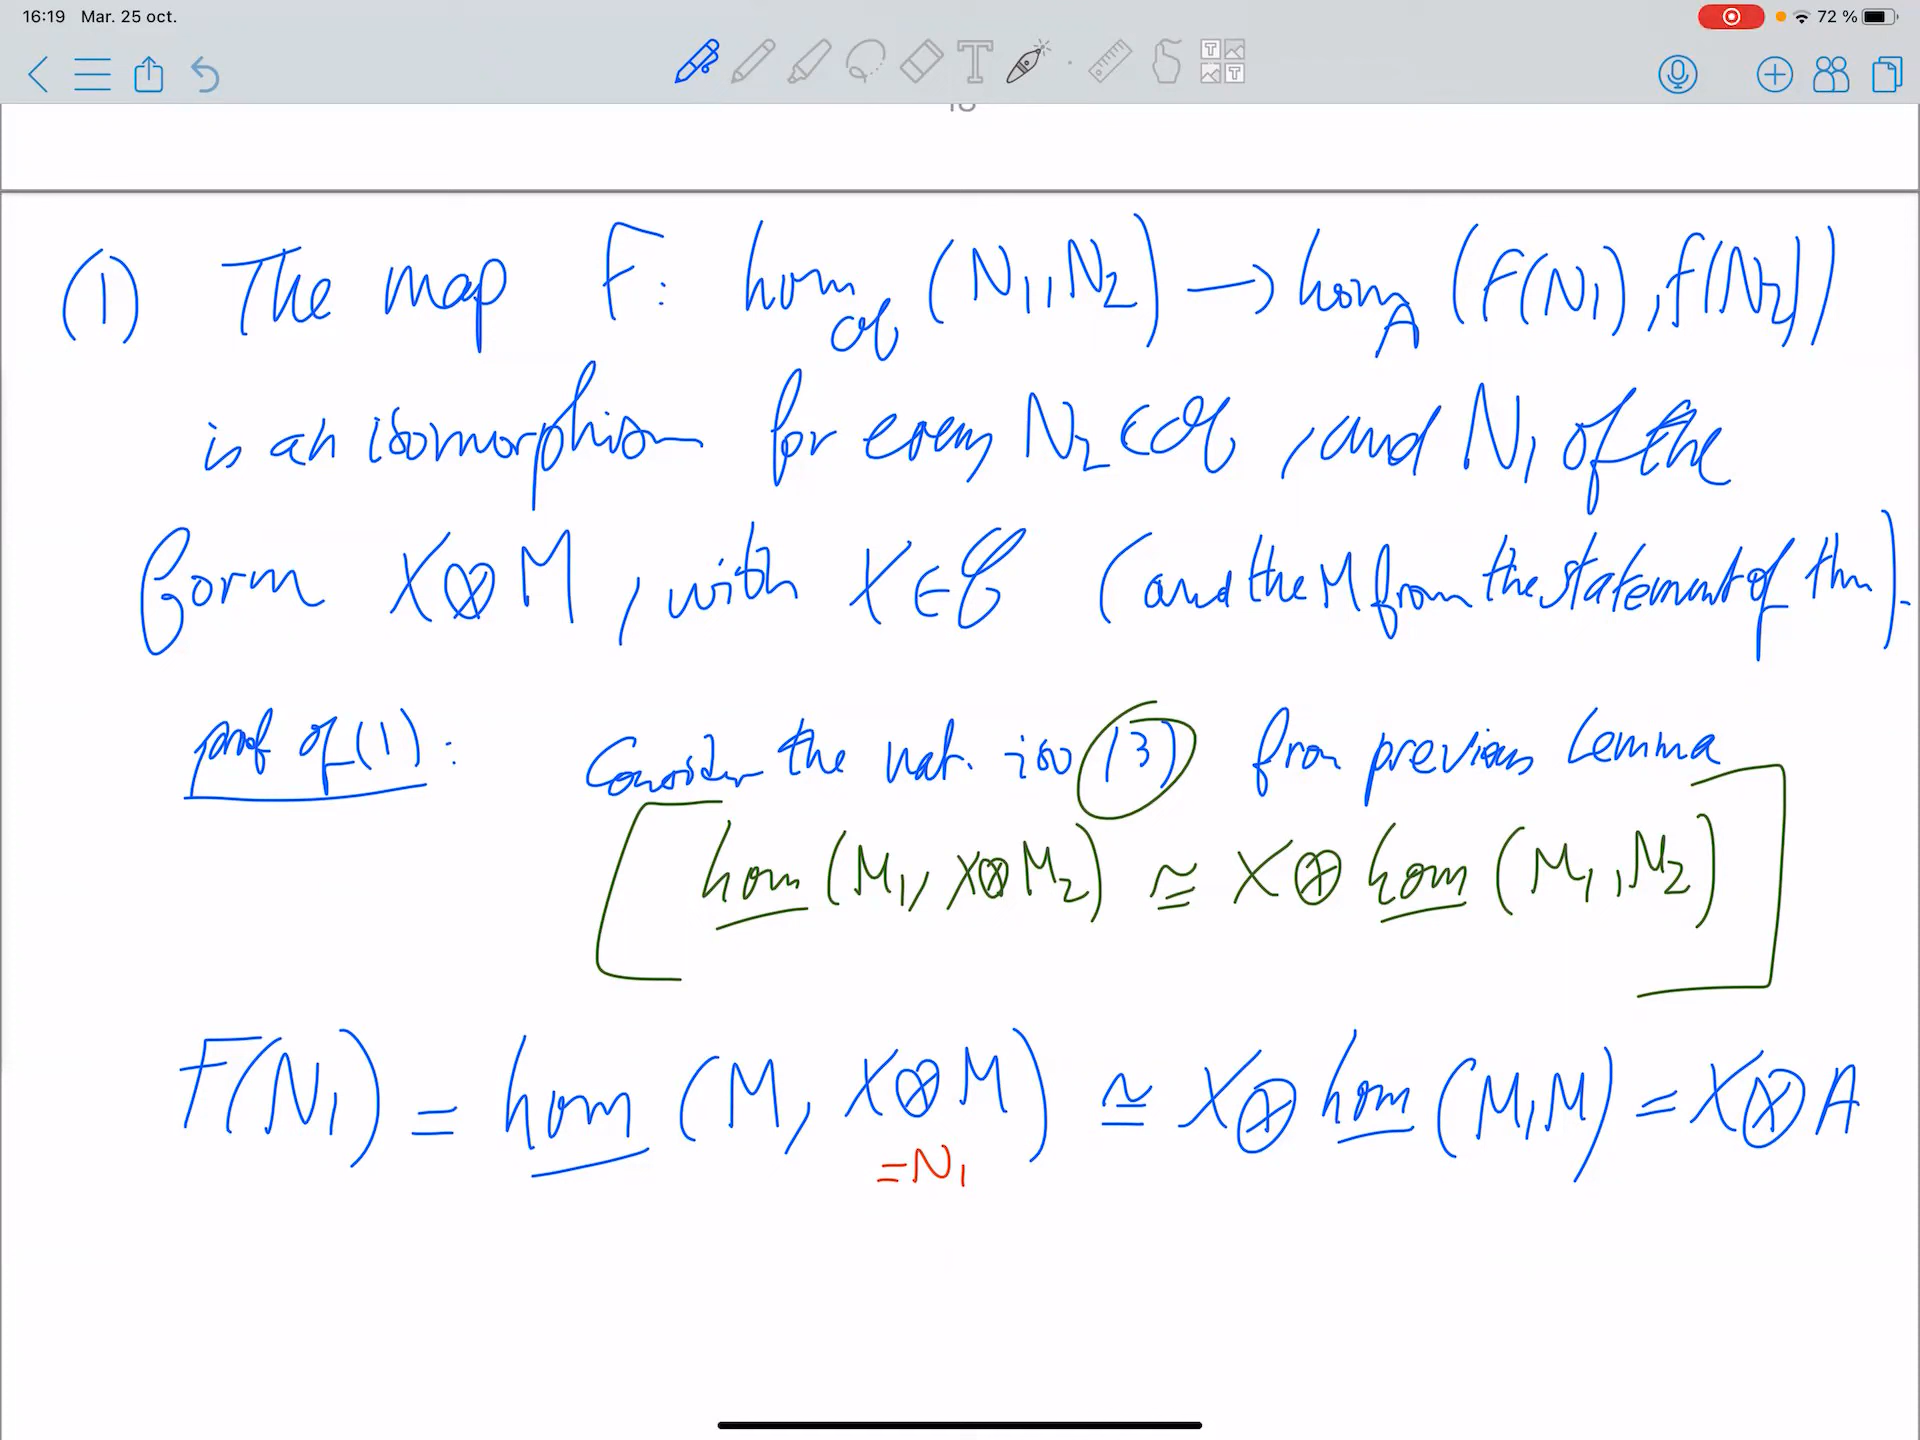 16:19 Mar. 25 oct. 72 %
(1) The map F: hom_𝓜 (N₁, N₂) → hom_A (F(N₁), F(N₂))
is an isomorphism for every N₂ ∈ 𝓜, and N₁ of the
form X⊗M, with X∈𝒞 (and the M from the statement of thm).
proof of (1): Consider the nat. iso (3) from previous Lemma
[ hom (M₁, X⊗M₂) ≅ X⊗hom (M₁, M₂) ]
F(N₁) = hom (M, X⊗M) ≅ X⊗hom (M,M) = X⊗A
=N₁